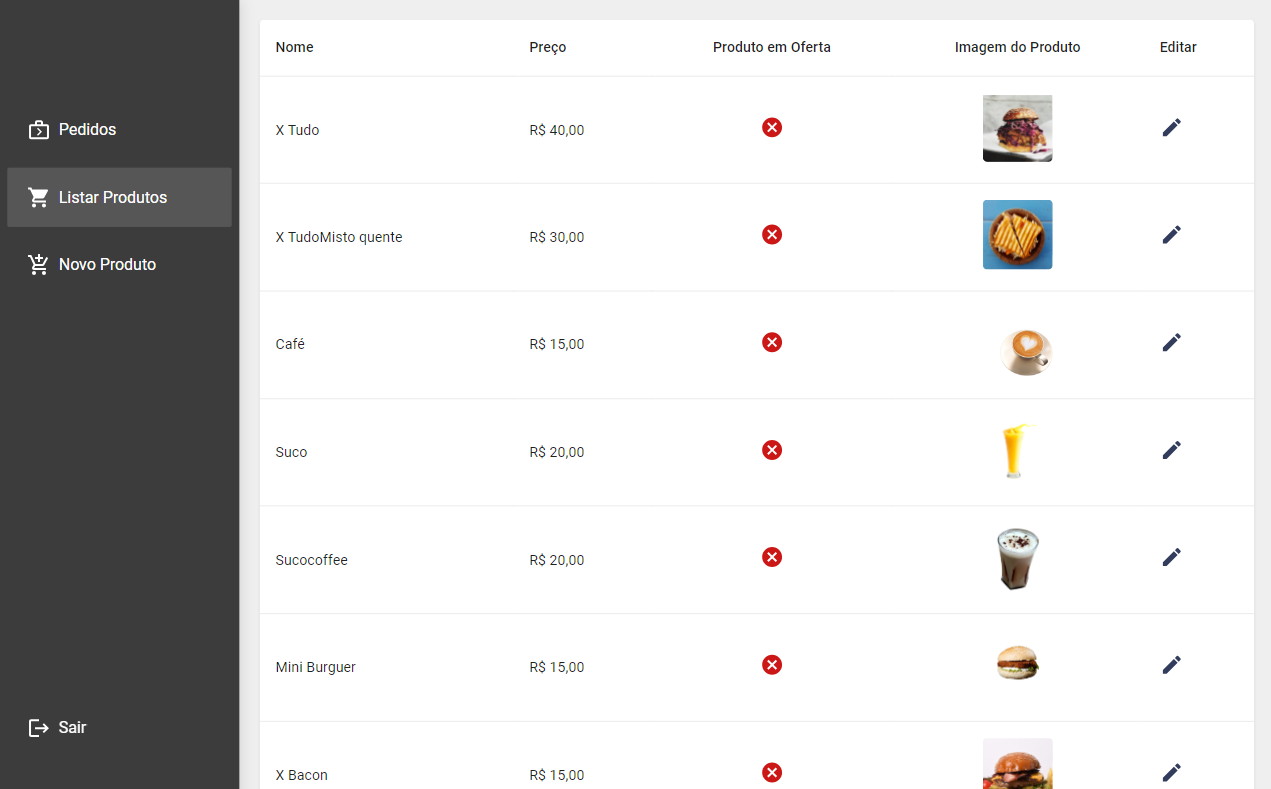 Pedidos
Listar Produtos
Novo Produto
Sair
Nome Preço Produto em Oferta Imagem do Produto Editar
X Tudo R$ 40,00
X TudoMisto quente R$ 30,00
Café R$ 15,00
Suco R$ 20,00
Sucocoffee R$ 20,00
Mini Burguer R$ 15,00
X Bacon R$ 15,00